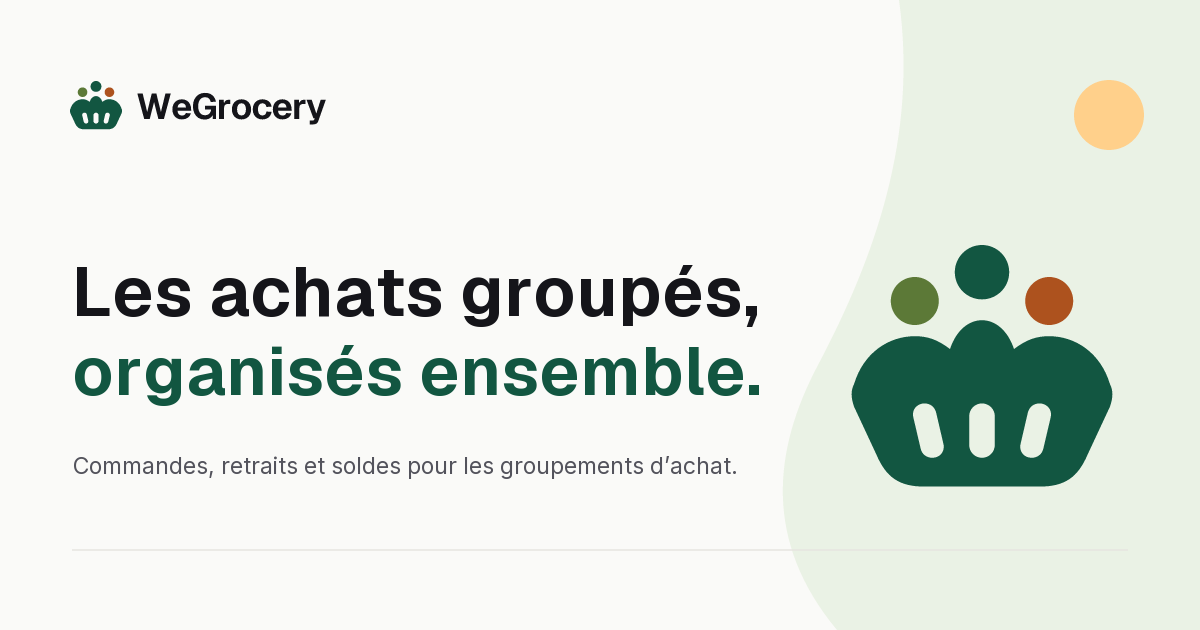 WeGrocery
Les achats groupés,
organisés ensemble.
Commandes, retraits et soldes pour les groupements d’achat.